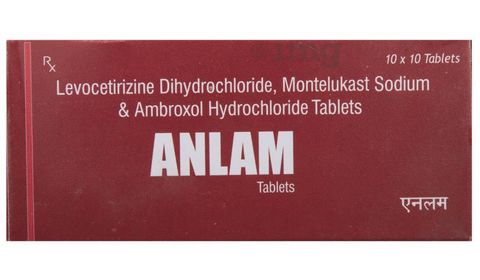 Rx
10 x 10 Tablets
Levocetirizine Dihydrochloride, Montelukast Sodium
& Ambroxol Hydrochloride Tablets
ANLAM
Tablets
एनलम